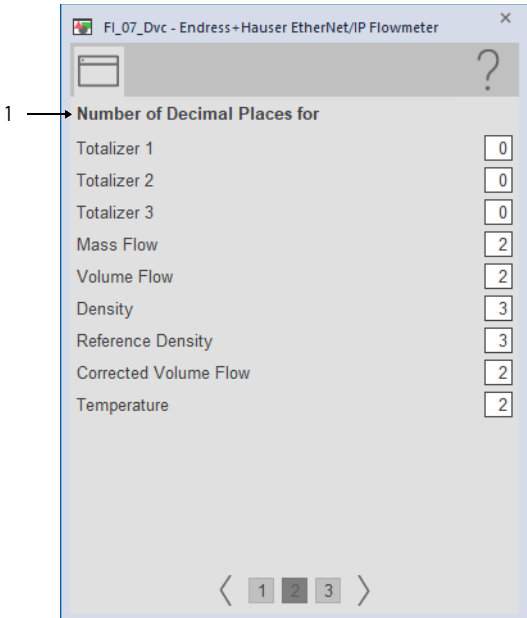 FI_07_Dvc - Endress+Hauser EtherNet/IP Flowmeter ×
?
1 Number of Decimal Places for
Totalizer 1 0
Totalizer 2 0
Totalizer 3 0
Mass Flow 2
Volume Flow 2
Density 3
Reference Density 3
Corrected Volume Flow 2
Temperature 2
1 2 3